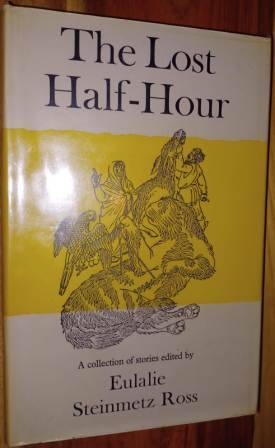 The Lost
Half-Hour
A collection of stories edited by
Eulalie
Steinmetz Ross